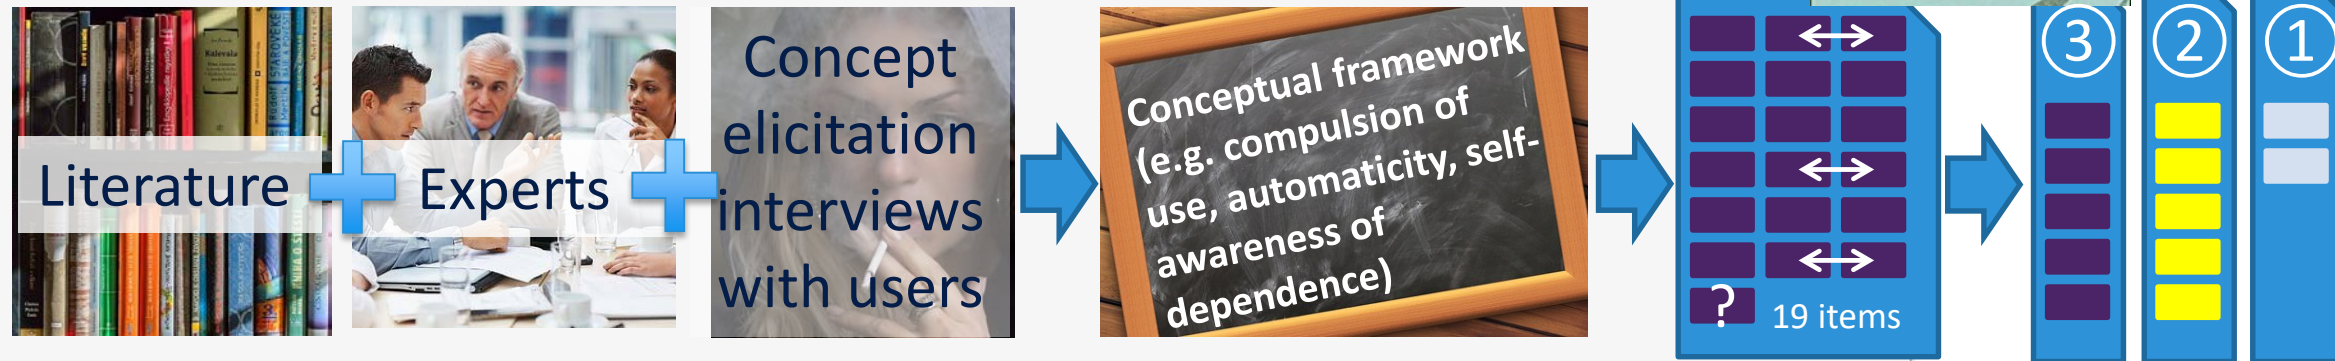 Literature
Experts
Concept
elicitation
interviews
with users
Conceptual framework
(e.g. compulsion of
use, automaticity, self-
awareness of
dependence)
?
19 items
3
2
1
Kalevala